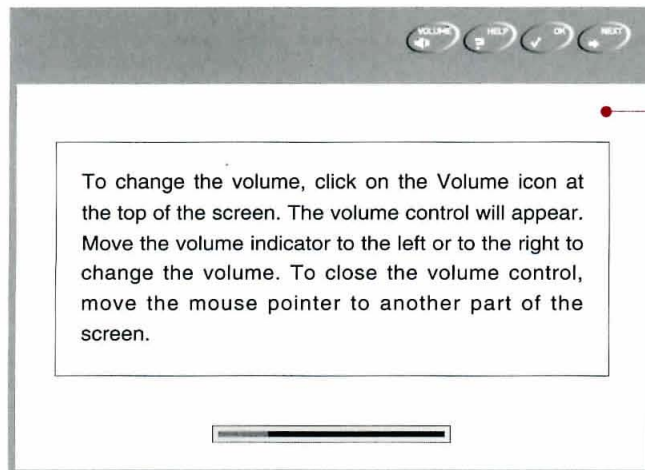 VOLUME HELP OK NEXT
To change the volume, click on the Volume icon at
the top of the screen. The volume control will appear.
Move the volume indicator to the left or to the right to
change the volume. To close the volume control,
move the mouse pointer to another part of the
screen.